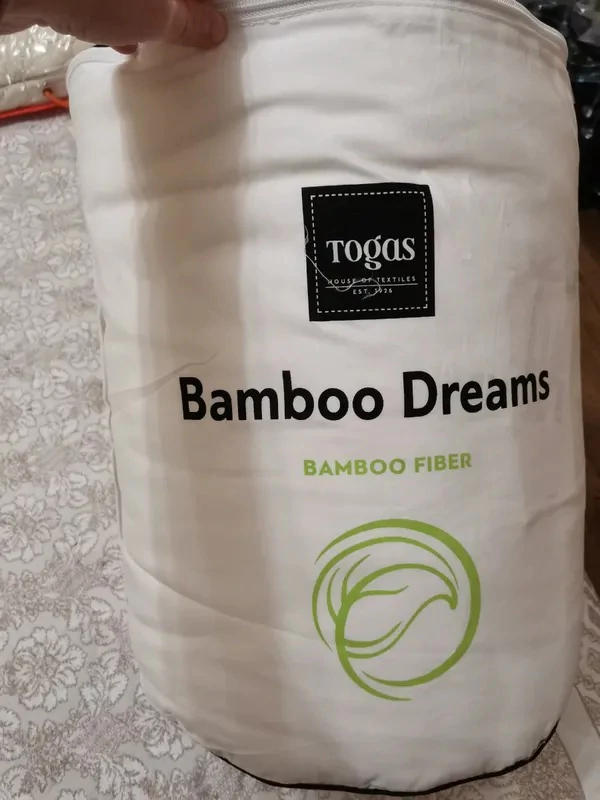 Togas
HOUSE OF TEXTILES
EST. 1926
Bamboo Dreams
BAMBOO FIBER